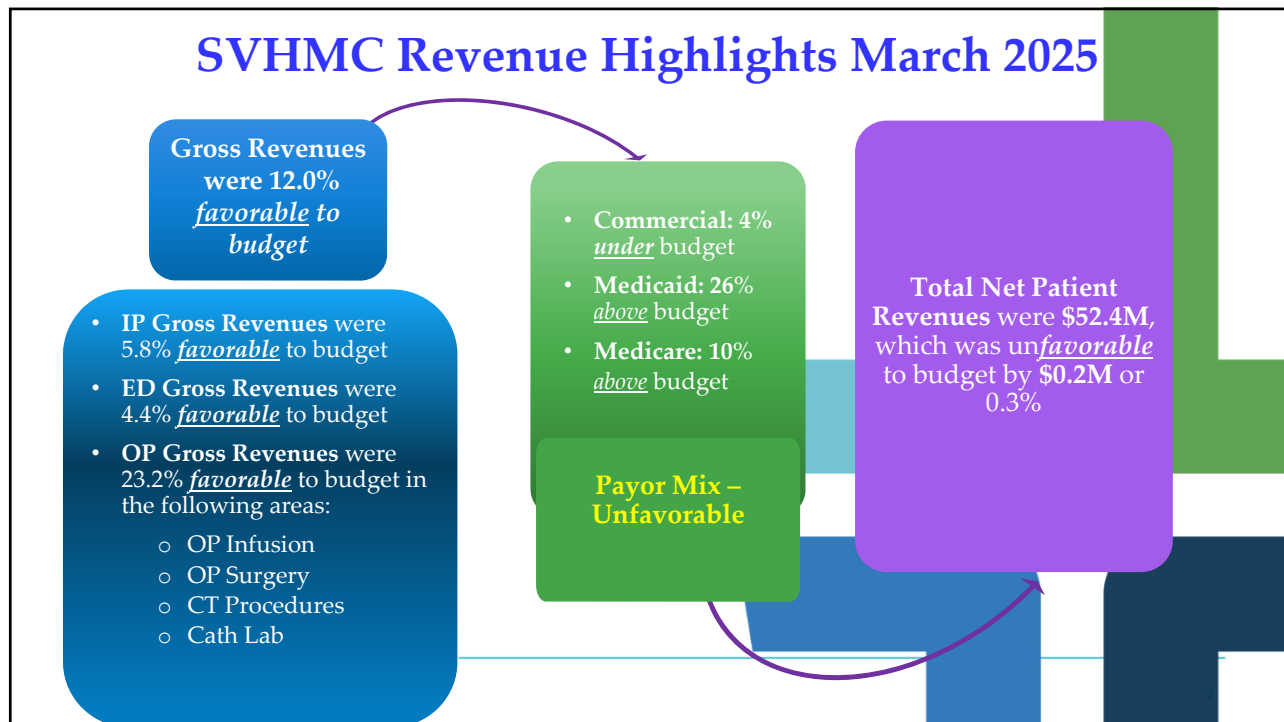 SVHMC Revenue Highlights March 2025
Gross Revenues
were 12.0%
favorable to
budget
• IP Gross Revenues were
5.8% favorable to budget
• ED Gross Revenues were
4.4% favorable to budget
• OP Gross Revenues were
23.2% favorable to budget in
the following areas:
o OP Infusion
o OP Surgery
o CT Procedures
o Cath Lab
• Commercial: 4%
under budget
• Medicaid: 26%
above budget
• Medicare: 10%
above budget
Payor Mix –
Unfavorable
Total Net Patient
Revenues were $52.4M,
which was unfavorable
to budget by $0.2M or
0.3%